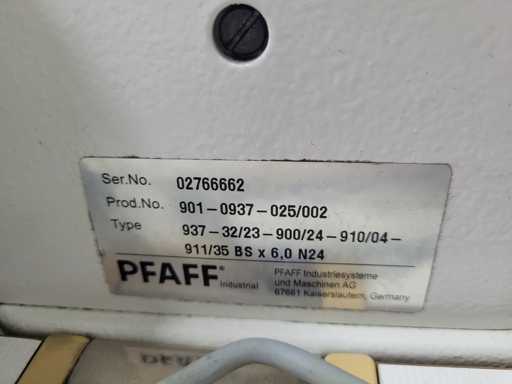 Ser.No. 02766662
Prod.No. 901-0937-025/002
Type 937-32/23-900/24-910/04-
911/35 BS x 6,0 N24
PFAFF® Industrial
PFAFF Industriesysteme
und Maschinen AG
67661 Kaiserslautern, Germany